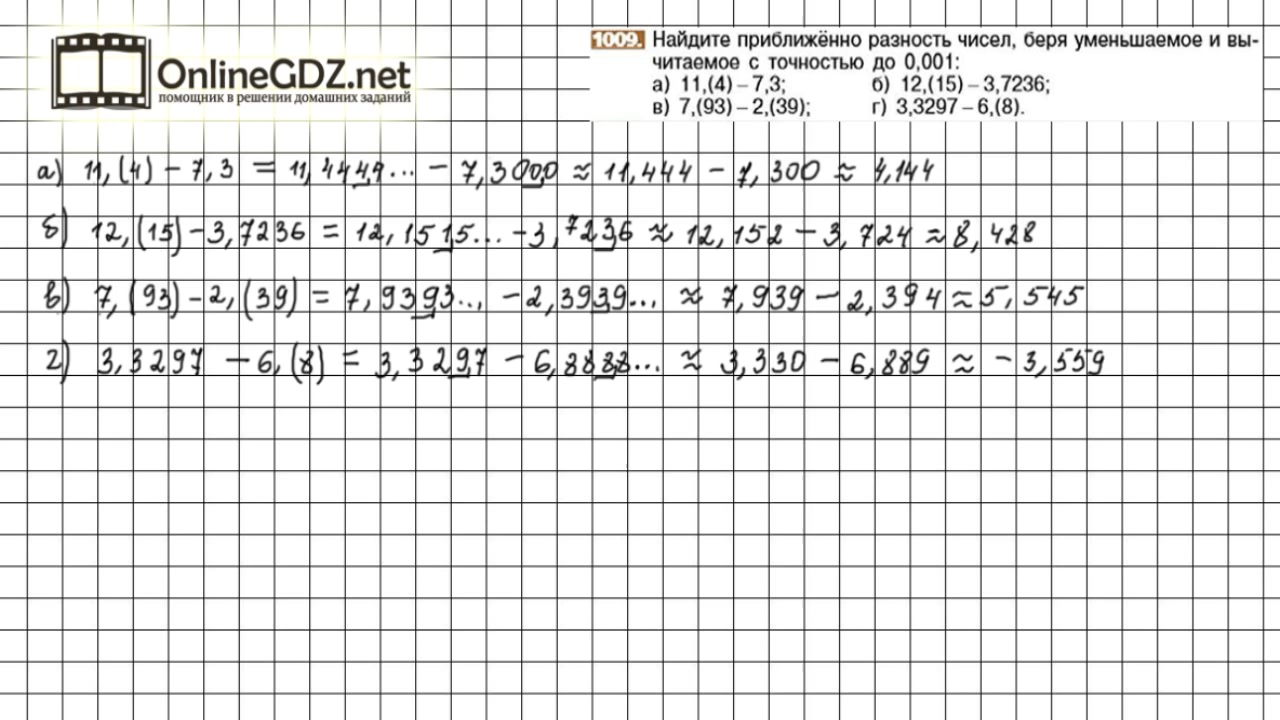 OnlineGDZ.net
помощник в решении домашних заданий
1009. Найдите приближённо разность чисел, беря уменьшаемое и вы-
читаемое с точностью до 0,001:
а) 11,(4) – 7,3; б) 12,(15) – 3,7236;
в) 7,(93) – 2,(39); г) 3,3297 – 6,(8).
а) 11,(4) – 7,3 = 11,4444... – 7,3000 ≈ 11,444 – 7,300 ≈ 4,144
б) 12,(15) – 3,7236 = 12,1515... – 3,7236 ≈ 12,152 – 3,724 ≈ 8,428
в) 7,(93) – 2,(39) = 7,9393... – 2,3939... ≈ 7,939 – 2,394 ≈ 5,545
г) 3,3297 – 6,(8) = 3,3297 – 6,8888... ≈ 3,330 – 6,889 ≈ – 3,559